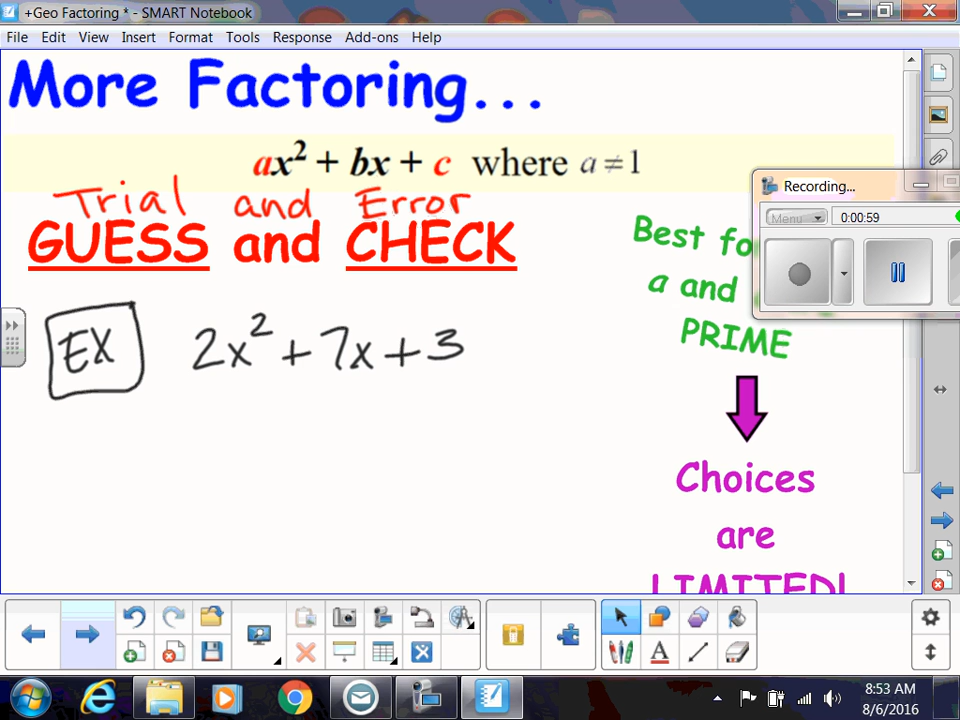 +Geo Factoring * - SMART Notebook
File Edit View Insert Format Tools Response Add-ons Help
More Factoring...
ax² + bx + c where a ≠ 1
Trial and Error
GUESS and CHECK
Recording...
Menu
0:00:59
Best
a and
PRIME
EX 2x² + 7x + 3
Choices
are
LIMITED!
8:53 AM
8/6/2016